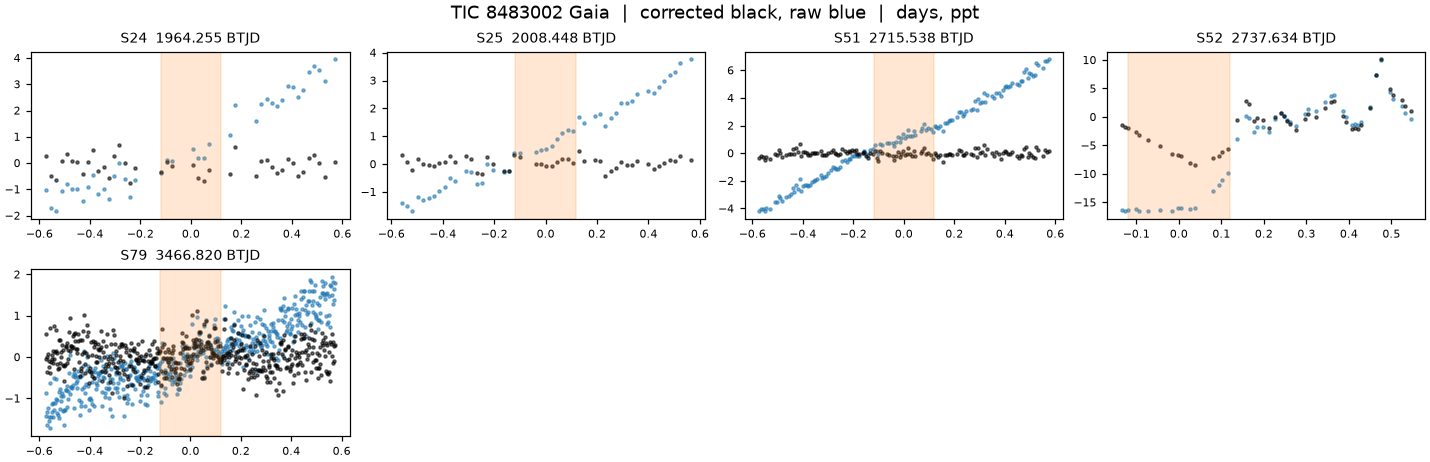 TIC 8483002 Gaia | corrected black, raw blue | days, ppt
S24 1964.255 BTJD
S25 2008.448 BTJD
S51 2715.538 BTJD
S52 2737.634 BTJD
4
3
2
1
0
−1
−2
−0.6 −0.4 −0.2 0.0 0.2 0.4 0.6
4
3
2
1
0
−1
−0.6 −0.4 −0.2 0.0 0.2 0.4 0.6
6
4
2
0
−2
−4
−0.6 −0.4 −0.2 0.0 0.2 0.4 0.6
10
5
0
−5
−10
−15
−0.1 0.0 0.1 0.2 0.3 0.4 0.5
S79 3466.820 BTJD
2
1
0
−1
−0.6 −0.4 −0.2 0.0 0.2 0.4 0.6